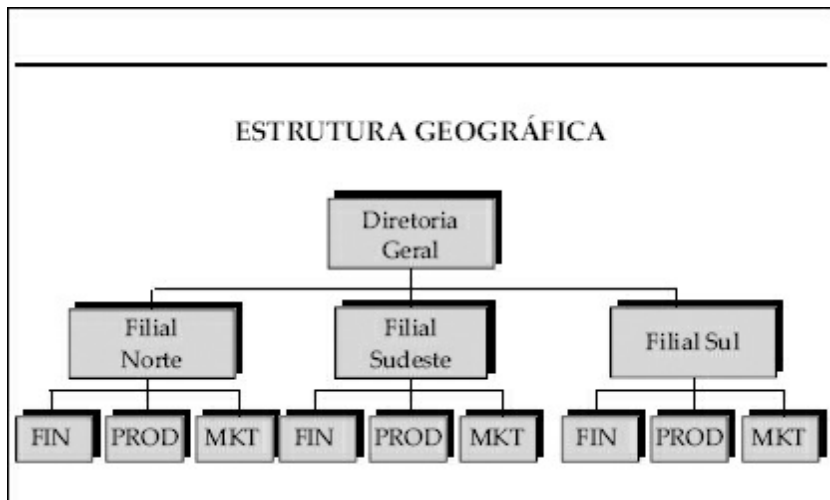 ESTRUTURA GEOGRÁFICA
Diretoria
Geral
Filial
Norte
Filial
Sudeste
Filial Sul
FIN
PROD
MKT
FIN
PROD
MKT
FIN
PROD
MKT